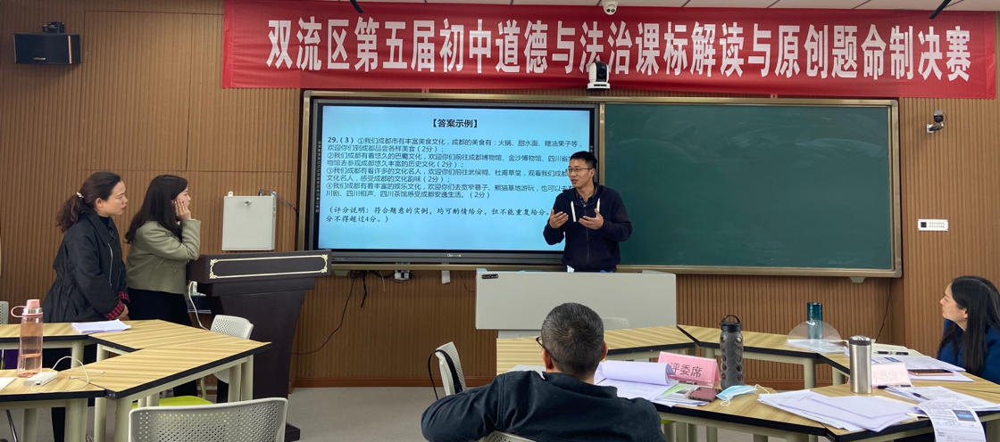 双流区第五届初中道德与法治课标解读与原创题命制决赛
【答案示例】
29.（3）①我们成都市有丰富美食文化，成都的美食有：火锅、甜水面、糖油果子等，
欢迎你们到成都品尝各样美食（2分）；
②我们成都有着悠久的巴蜀文化，欢迎你们前往成都博物馆、金沙博物馆、四川省
物馆去参观成都悠久丰富的历史文化（2分）；
③我们成都有着许多的文化名人，欢迎你们前往武侯祠、杜甫草堂，观看我们成都
文化名人，感受成都的文化韵味（2分）；
④我们成都有着丰富的娱乐文化，欢迎你们去宽窄巷子、熊猫基地游玩，也可以去
川剧、四川相声、四川茶馆感受成都安逸生活。（2分）
（评分说明：符合题意的实例，均可酌情给分，但不能重复给分。
分不得超过4分。）
评委席